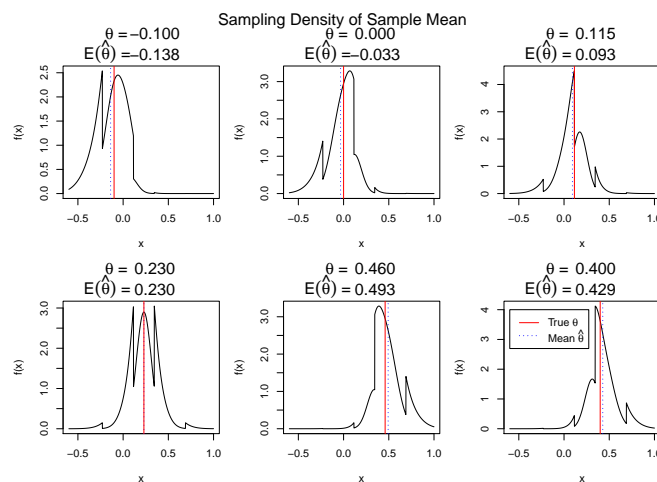 Sampling Density of Sample Mean
θ = −0.100
E(θ̂) = −0.138
f(x)
0.0 0.5 1.0 1.5 2.0 2.5
−0.5 0.0 0.5 1.0
x
θ = 0.000
E(θ̂) = −0.033
f(x)
0.0 1.0 2.0 3.0
−0.5 0.0 0.5 1.0
x
θ = 0.115
E(θ̂) = 0.093
f(x)
0 1 2 3 4
−0.5 0.0 0.5 1.0
x
θ = 0.230
E(θ̂) = 0.230
f(x)
0.0 1.0 2.0 3.0
−0.5 0.0 0.5 1.0
x
θ = 0.460
E(θ̂) = 0.493
f(x)
0.0 1.0 2.0 3.0
−0.5 0.0 0.5 1.0
x
θ = 0.400
E(θ̂) = 0.429
True θ
Mean θ̂
f(x)
0 1 2 3 4
−0.5 0.0 0.5 1.0
x